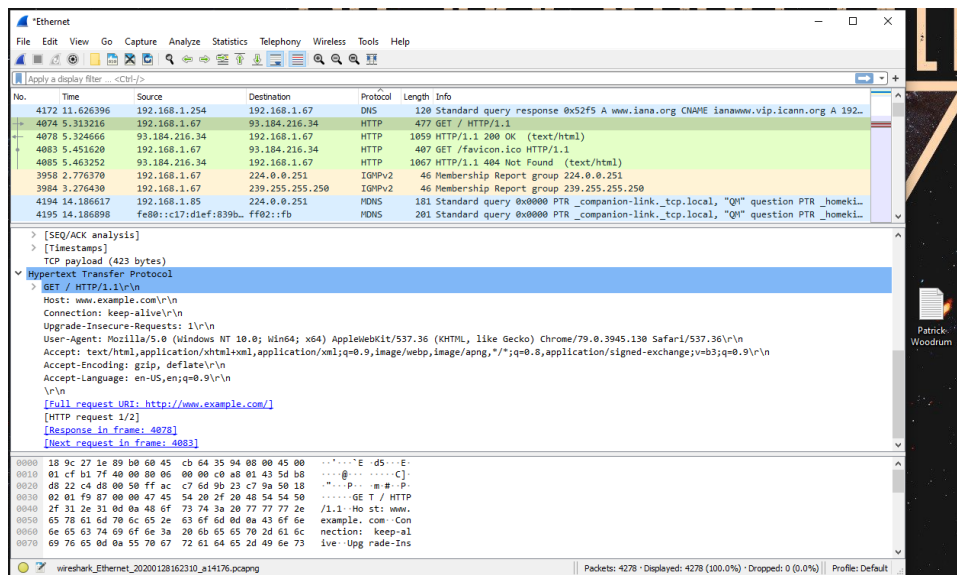 *Ethernet
File Edit View Go Capture Analyze Statistics Telephony Wireless Tools Help
Apply a display filter ... <Ctrl-/>
No. Time Source Destination Protocol Length Info
4172 11.626396 192.168.1.254 192.168.1.67 DNS 120 Standard query response 0x52f5 A www.iana.org CNAME ianawww.vip.icann.org A 192…
4074 5.313216 192.168.1.67 93.184.216.34 HTTP 477 GET / HTTP/1.1
4078 5.324666 93.184.216.34 192.168.1.67 HTTP 1059 HTTP/1.1 200 OK (text/html)
4083 5.451620 192.168.1.67 93.184.216.34 HTTP 407 GET /favicon.ico HTTP/1.1
4085 5.463252 93.184.216.34 192.168.1.67 HTTP 1067 HTTP/1.1 404 Not Found (text/html)
3958 2.776370 192.168.1.67 224.0.0.251 IGMPv2 46 Membership Report group 224.0.0.251
3984 3.276430 192.168.1.67 239.255.255.250 IGMPv2 46 Membership Report group 239.255.255.250
4194 14.186617 192.168.1.85 224.0.0.251 MDNS 181 Standard query 0x0000 PTR _companion-link._tcp.local, "QM" question PTR _homeki…
4195 14.186898 fe80::c17:d1ef:839b… ff02::fb MDNS 201 Standard query 0x0000 PTR _companion-link._tcp.local, "QM" question PTR _homeki…
> [SEQ/ACK analysis]
> [Timestamps]
TCP payload (423 bytes)
Hypertext Transfer Protocol
> GET / HTTP/1.1\r\n
Host: www.example.com\r\n
Connection: keep-alive\r\n
Upgrade-Insecure-Requests: 1\r\n
User-Agent: Mozilla/5.0 (Windows NT 10.0; Win64; x64) AppleWebKit/537.36 (KHTML, like Gecko) Chrome/79.0.3945.130 Safari/537.36\r\n
Accept: text/html,application/xhtml+xml,application/xml;q=0.9,image/webp,image/apng,*/*;q=0.8,application/signed-exchange;v=b3;q=0.9\r\n
Accept-Encoding: gzip, deflate\r\n
Accept-Language: en-US,en;q=0.9\r\n
\r\n
[Full request URI: http://www.example.com/]
[HTTP request 1/2]
[Response in frame: 4078]
[Next request in frame: 4083]
Patrick Woodrum
0000 18 9c 27 1e 89 b0 60 45 cb 64 35 94 08 00 45 00 ··'···`E ·d5···E·
0010 01 cf b1 7f 40 00 80 06 00 00 c0 a8 01 43 5d b8 ····@··· ·····C]·
0020 d8 22 c4 d8 00 50 ff ac c7 6d 9b 23 c7 9a 50 18 ·"···P·· ·m·#··P·
0030 02 01 f9 87 00 00 47 45 54 20 2f 20 48 54 54 50 ······GE T / HTTP
0040 2f 31 2e 31 0d 0a 48 6f 73 74 3a 20 77 77 77 2e /1.1··Ho st: www.
0050 65 78 61 6d 70 6c 65 2e 63 6f 6d 0d 0a 43 6f 6e example. com··Con
0060 6e 65 63 74 69 6f 6e 3a 20 6b 65 65 70 2d 61 6c nection: keep-al
0070 69 76 65 0d 0a 55 70 67 72 61 64 65 2d 49 6e 73 ive··Upg rade-Ins
wireshark_Ethernet_20200128162310_a14176.pcapng Packets: 4278 · Displayed: 4278 (100.0%) · Dropped: 0 (0.0%) Profile: Default